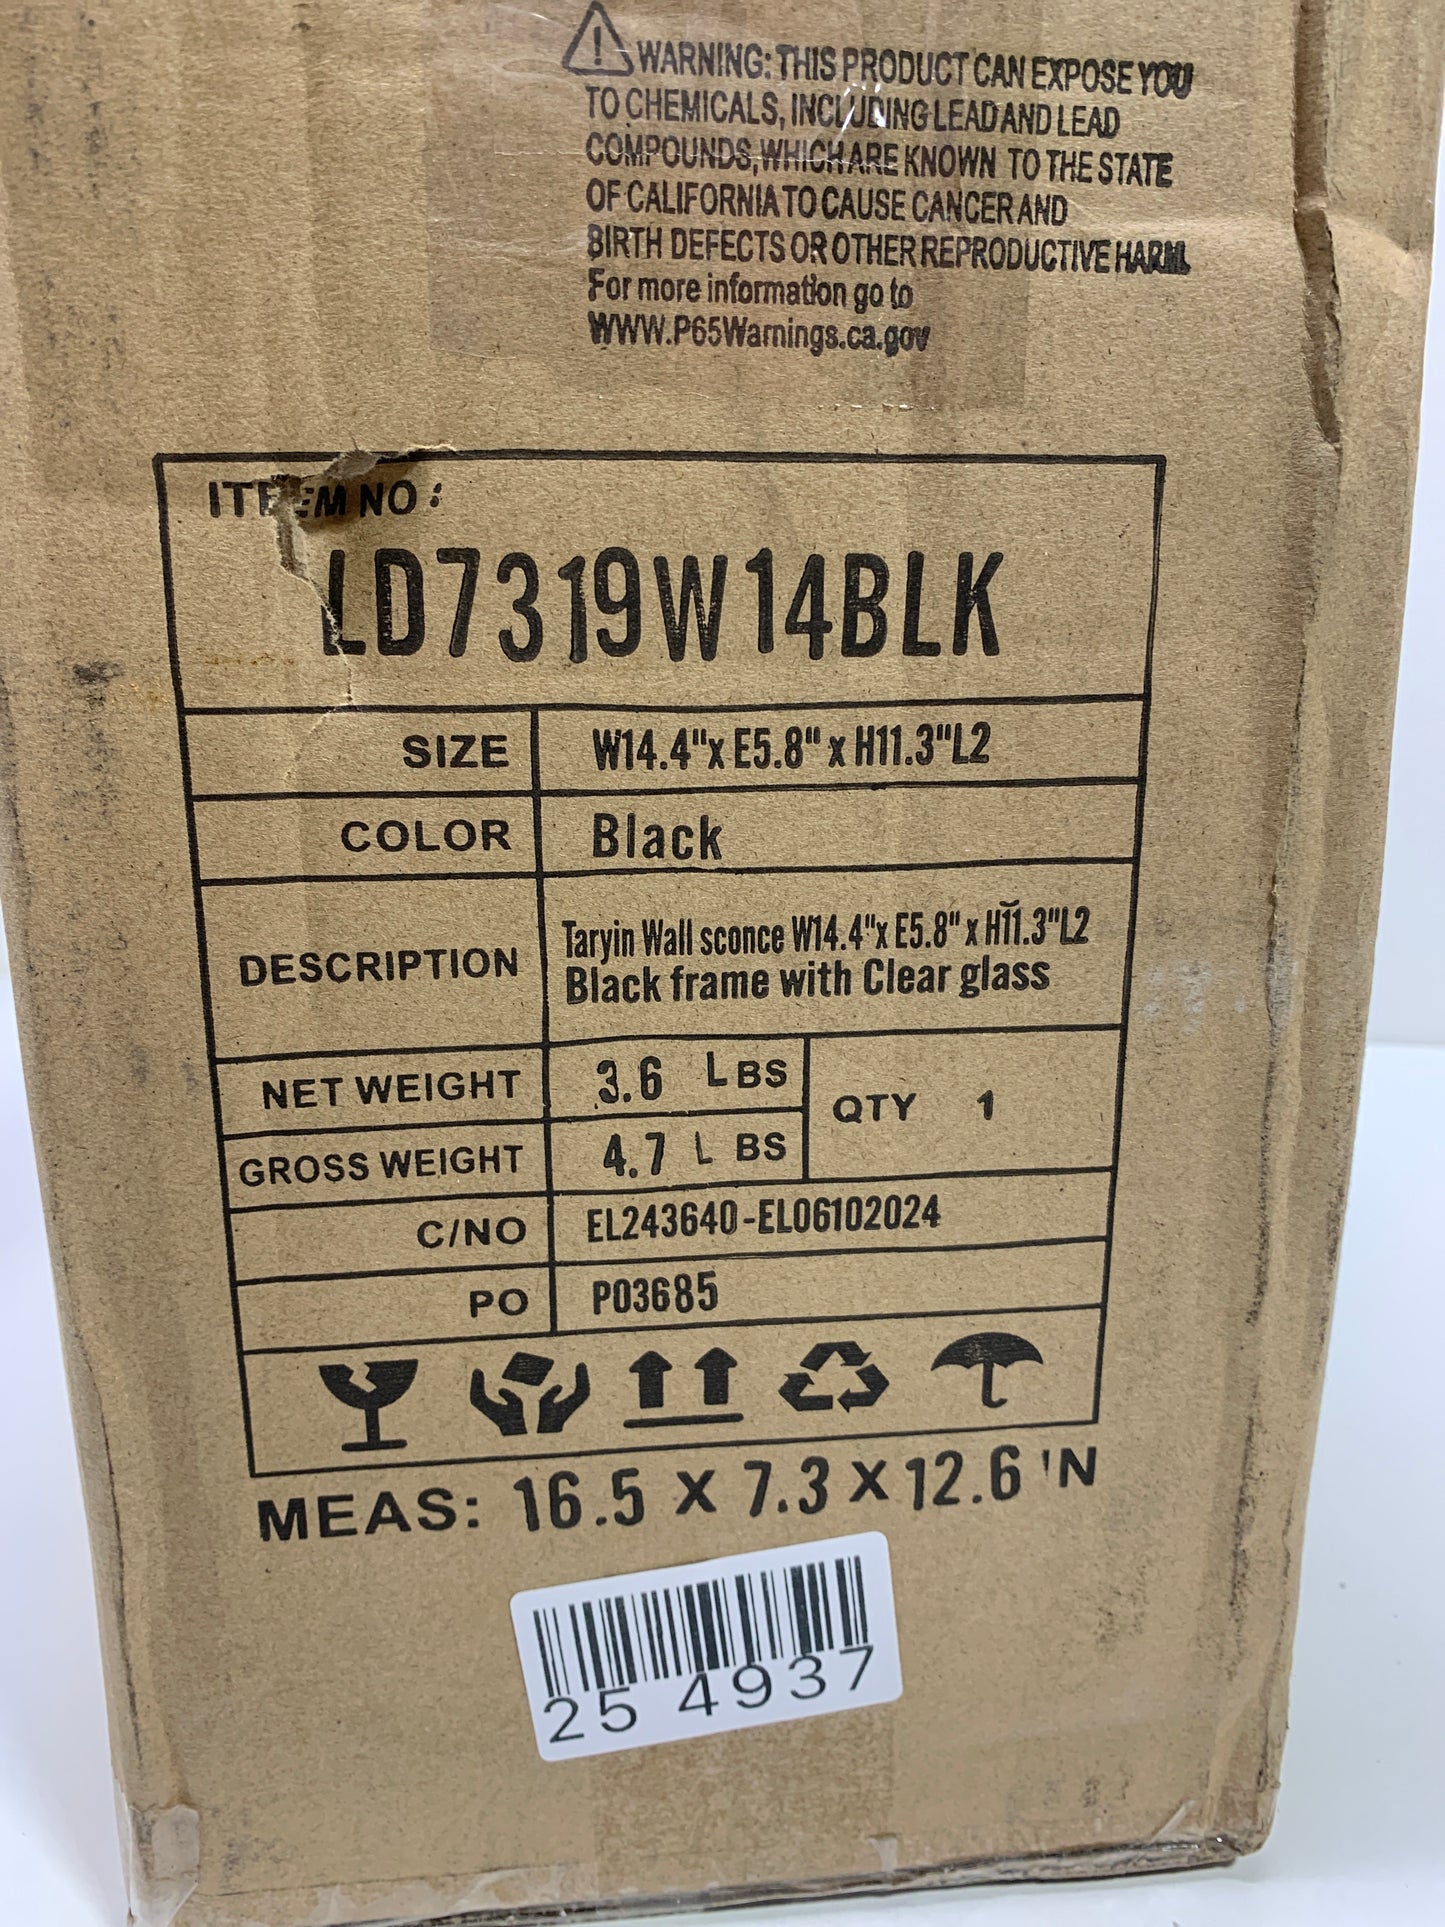 WARNING: THIS PRODUCT CAN EXPOSE YOU
TO CHEMICALS, INCLUDING LEAD AND LEAD
COMPOUNDS, WHICH ARE KNOWN TO THE STATE
OF CALIFORNIA TO CAUSE CANCER AND
BIRTH DEFECTS OR OTHER REPRODUCTIVE HARM.
For more information go to
WWW.P65Warnings.ca.gov
ITEM NO:
LD7319W14BLK
SIZE W14.4"x E5.8" x H11.3"L2
COLOR Black
DESCRIPTION Taryin Wall sconce W14.4"x E5.8" x H11.3"L2
Black frame with Clear glass
NET WEIGHT 3.6 LBS
QTY 1
GROSS WEIGHT 4.7 LBS
C/NO EL243640-EL06102024
PO PO3685
MEAS: 16.5 x 7.3 x 12.6 IN
25 4937